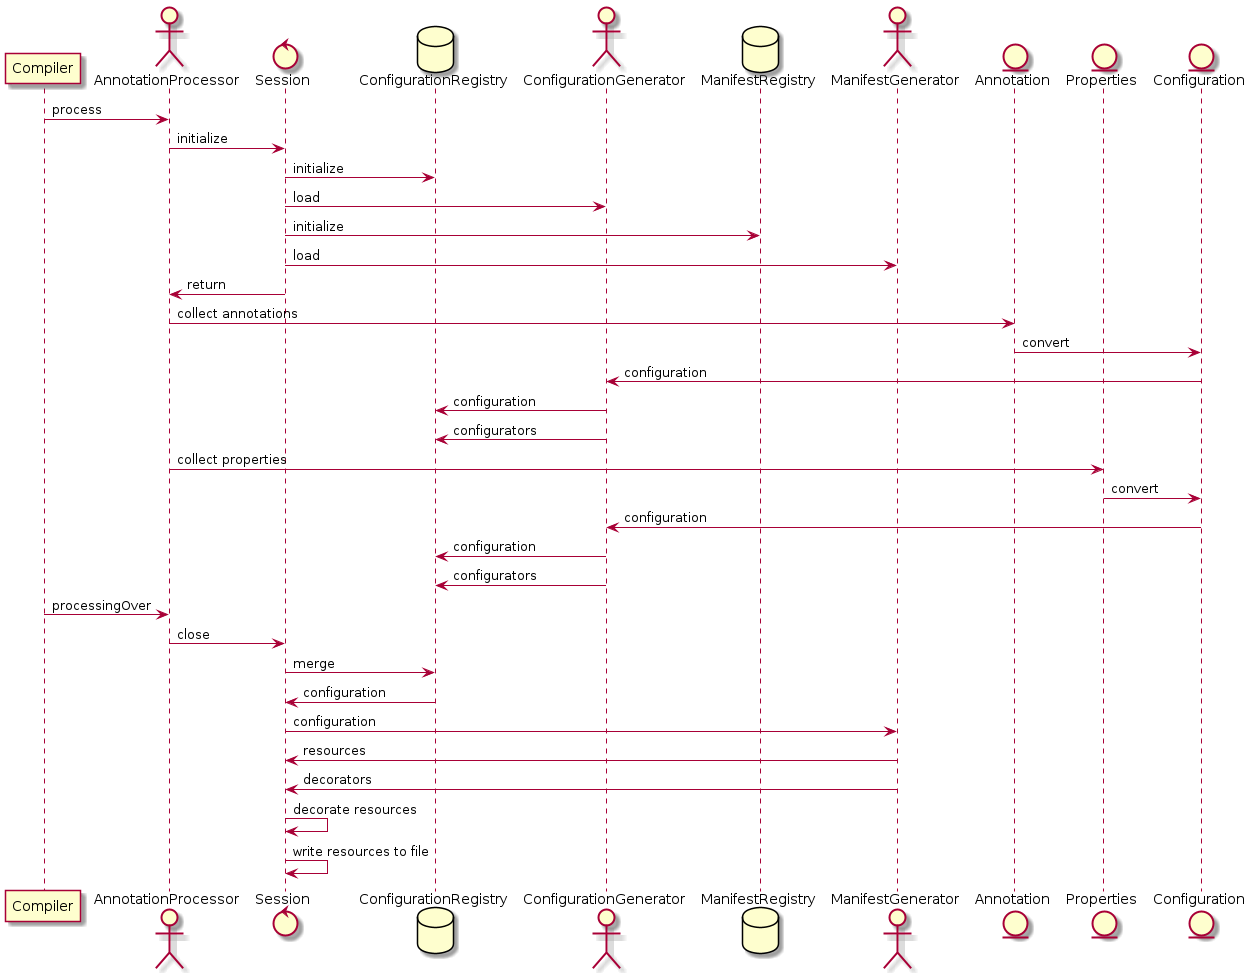 Compiler
AnnotationProcessor
Session
ConfigurationRegistry
ConfigurationGenerator
ManifestRegistry
ManifestGenerator
Annotation
Properties
Configuration
process
initialize
initialize
load
initialize
load
return
collect annotations
convert
configuration
configuration
configurators
collect properties
convert
configuration
configuration
configurators
processingOver
close
merge
configuration
configuration
resources
decorators
decorate resources
write resources to file
Compiler
AnnotationProcessor
Session
ConfigurationRegistry
ConfigurationGenerator
ManifestRegistry
ManifestGenerator
Annotation
Properties
Configuration